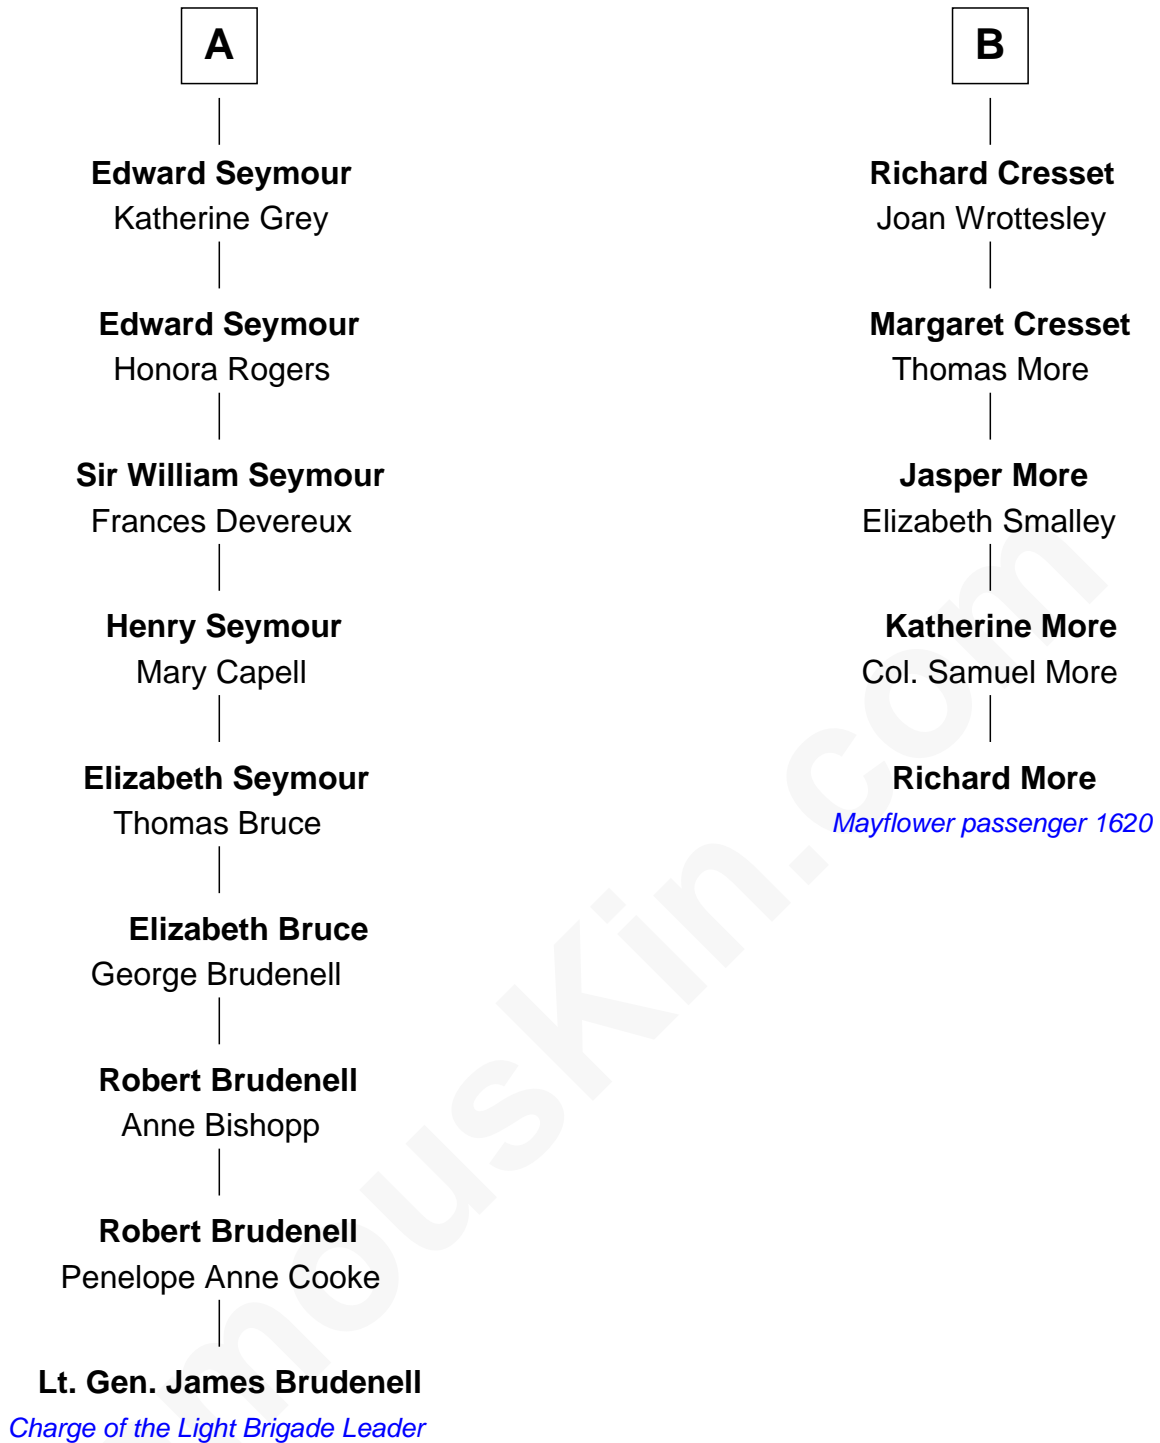 A
Edward Seymour
Katherine Grey
Edward Seymour
Honora Rogers
Sir William Seymour
Frances Devereux
Henry Seymour
Mary Capell
Elizabeth Seymour
Thomas Bruce
Elizabeth Bruce
George Brudenell
Robert Brudenell
Anne Bishopp
Robert Brudenell
Penelope Anne Cooke
Lt. Gen. James Brudenell
Charge of the Light Brigade Leader
B
Richard Cresset
Joan Wrottesley
Margaret Cresset
Thomas More
Jasper More
Elizabeth Smalley
Katherine More
Col. Samuel More
Richard More
Mayflower passenger 1620
mousKin.com